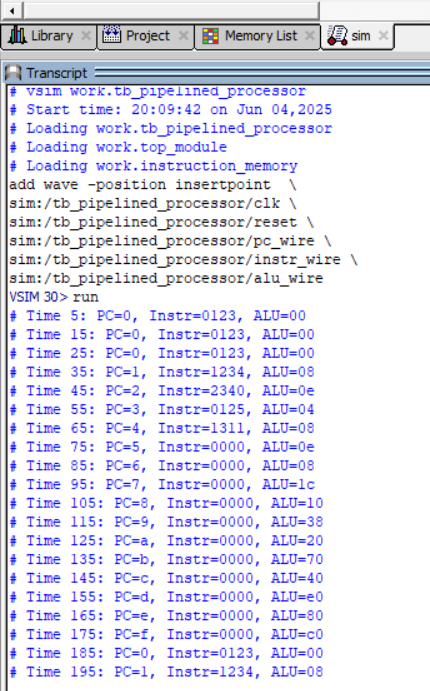 Library Project Memory List sim
Transcript
# vsim work.tb_pipelined_processor
# Start time: 20:09:42 on Jun 04,2025
# Loading work.tb_pipelined_processor
# Loading work.top_module
# Loading work.instruction_memory
add wave -position insertpoint \
sim:/tb_pipelined_processor/clk \
sim:/tb_pipelined_processor/reset \
sim:/tb_pipelined_processor/pc_wire \
sim:/tb_pipelined_processor/instr_wire \
sim:/tb_pipelined_processor/alu_wire
VSIM 30> run
# Time 5: PC=0, Instr=0123, ALU=00
# Time 15: PC=0, Instr=0123, ALU=00
# Time 25: PC=0, Instr=0123, ALU=00
# Time 35: PC=1, Instr=1234, ALU=08
# Time 45: PC=2, Instr=2340, ALU=0e
# Time 55: PC=3, Instr=0125, ALU=04
# Time 65: PC=4, Instr=1311, ALU=08
# Time 75: PC=5, Instr=0000, ALU=0e
# Time 85: PC=6, Instr=0000, ALU=08
# Time 95: PC=7, Instr=0000, ALU=1c
# Time 105: PC=8, Instr=0000, ALU=10
# Time 115: PC=9, Instr=0000, ALU=38
# Time 125: PC=a, Instr=0000, ALU=20
# Time 135: PC=b, Instr=0000, ALU=70
# Time 145: PC=c, Instr=0000, ALU=40
# Time 155: PC=d, Instr=0000, ALU=e0
# Time 165: PC=e, Instr=0000, ALU=80
# Time 175: PC=f, Instr=0000, ALU=c0
# Time 185: PC=0, Instr=0123, ALU=00
# Time 195: PC=1, Instr=1234, ALU=08